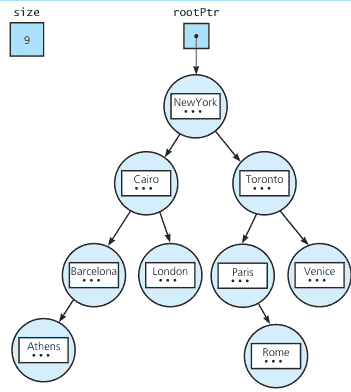 size
rootPtr
9
NewYork
• • •
Cairo
• • •
Toronto
• • •
Barcelona
• • •
London
• • •
Paris
• • •
Venice
• • •
Athens
• • •
Rome
• • •